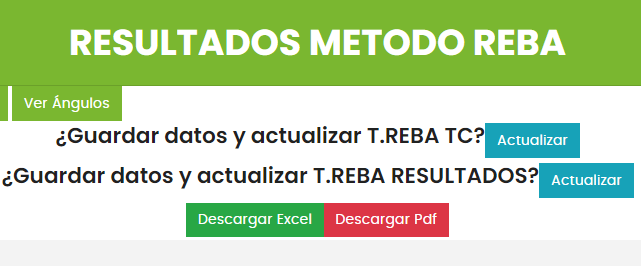 RESULTADOS METODO REBA
Ver Ángulos
¿Guardar datos y actualizar T.REBA TC? Actualizar
¿Guardar datos y actualizar T.REBA RESULTADOS? Actualizar
Descargar Excel Descargar Pdf